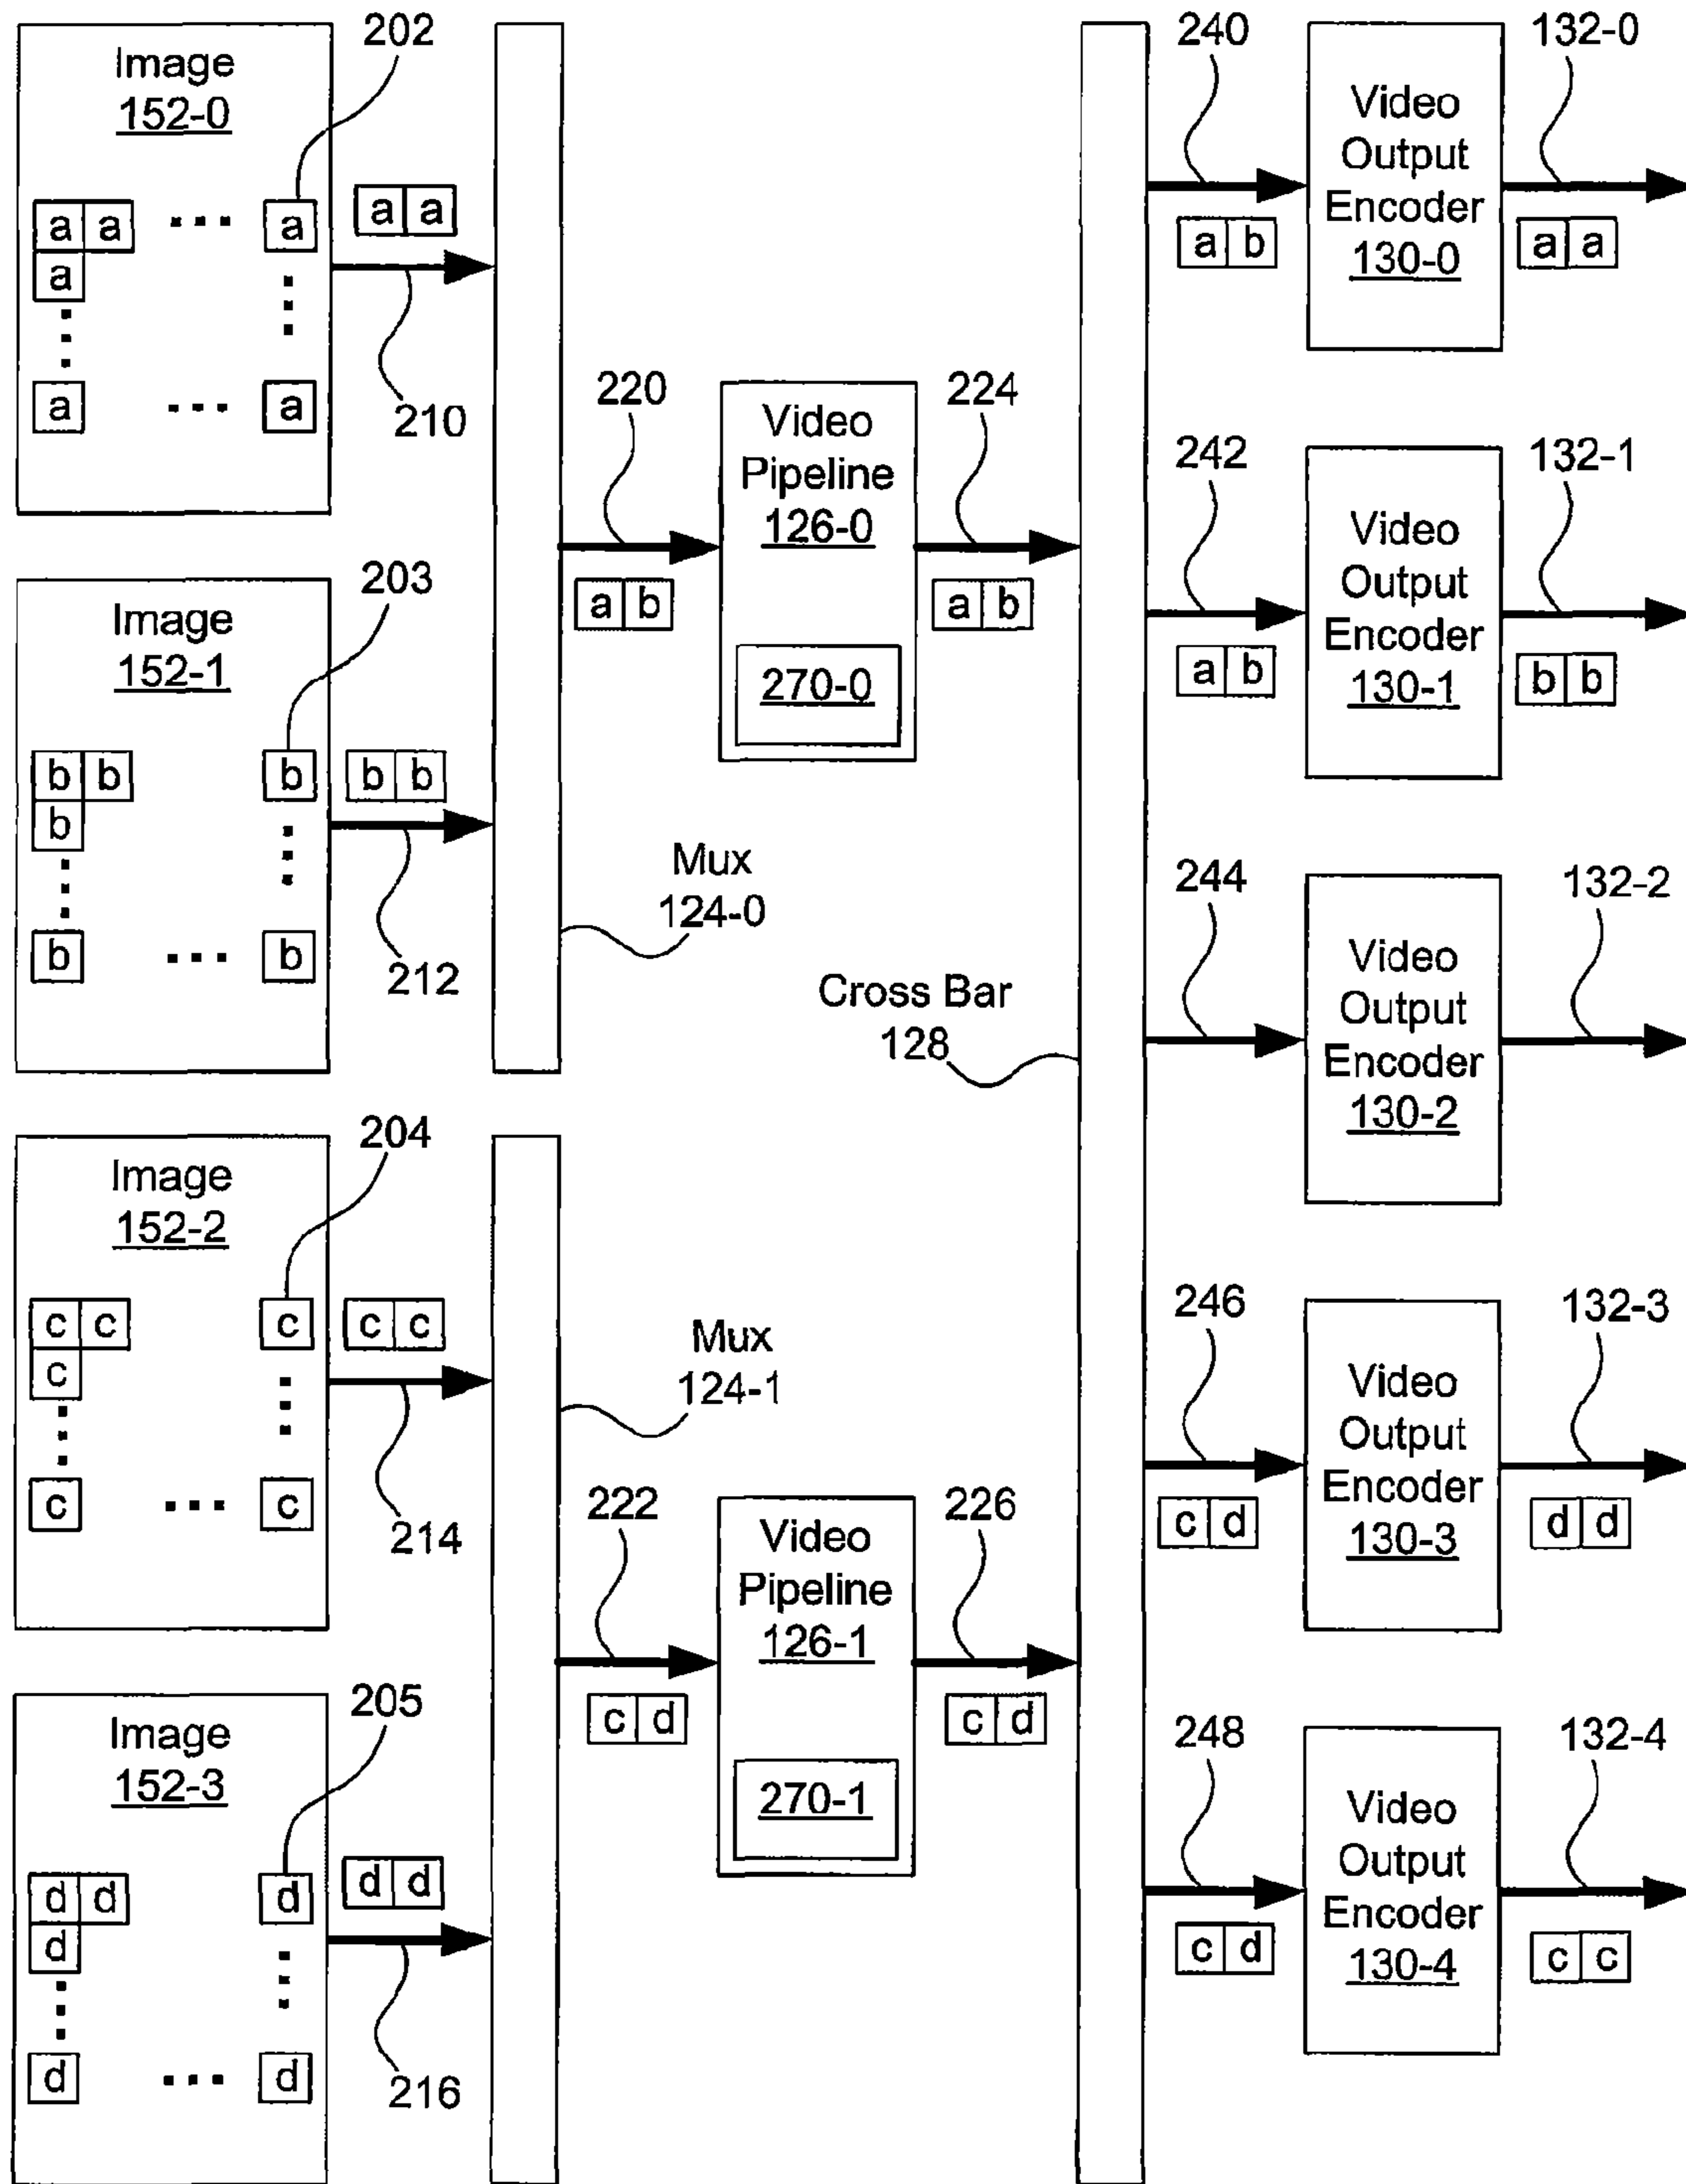 Image
152-0
202
a a ... a
a
a ... a
a a
210
Image
152-1
203
b b b
b
b ... b
b b
212
Mux
124-0
Image
152-2
204
c c c
c
c ... c
c c
214
Mux
124-1
Image
152-3
205
d d d
d
d ... d
d d
216
220
a b
Video
Pipeline
126-0
270-0
224
a b
222
c d
Video
Pipeline
126-1
270-1
226
c d
Cross Bar
128
240
a b
Video
Output
Encoder
130-0
132-0
a a
242
a b
Video
Output
Encoder
130-1
132-1
b b
244
Video
Output
Encoder
130-2
132-2
246
c d
Video
Output
Encoder
130-3
132-3
d d
248
c d
Video
Output
Encoder
130-4
132-4
c c